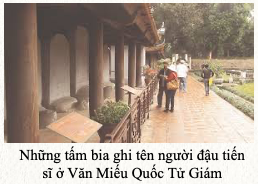 Những tấm bia ghi tên người đậu tiến
sĩ ở Văn Miếu Quốc Tử Giám